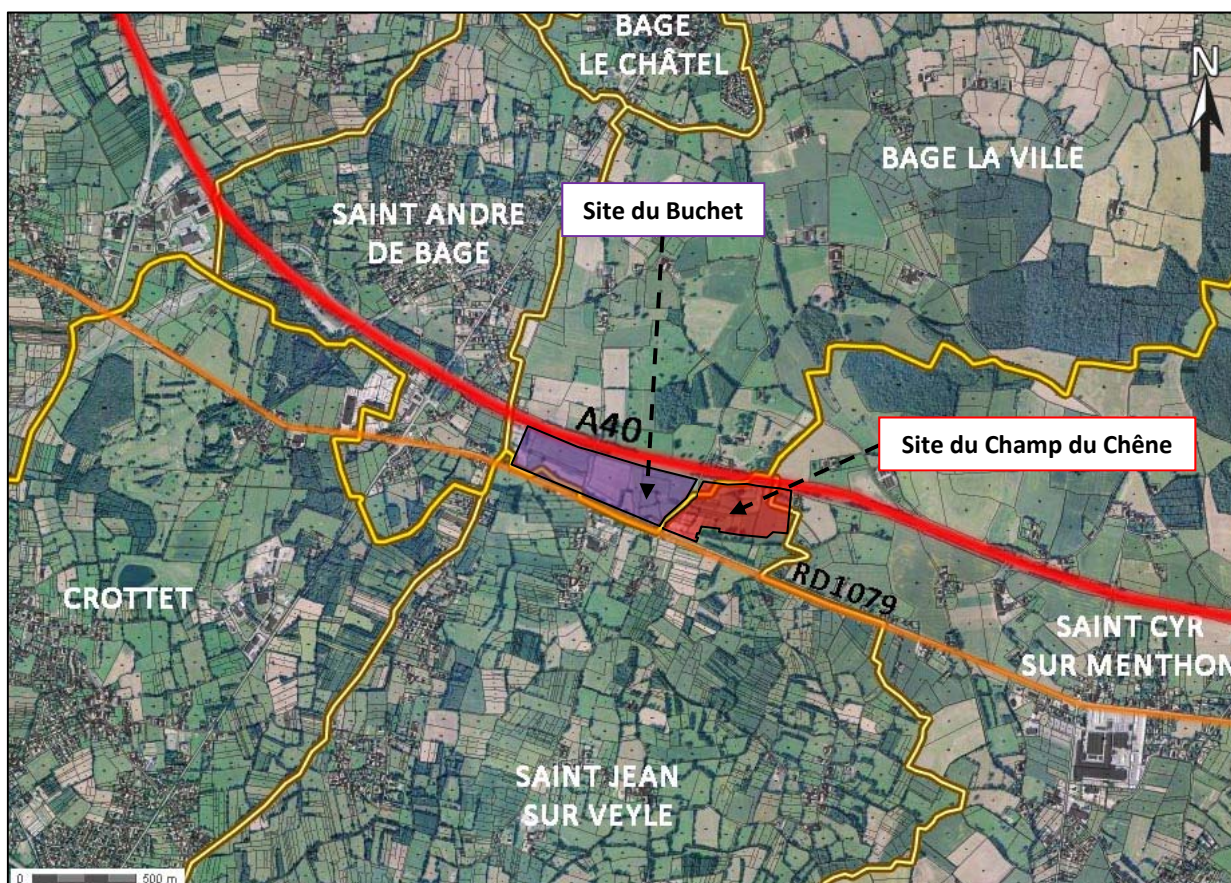 BAGE
LE CHÂTEL
N
BAGE LA VILLE
Site du Buchet
SAINT ANDRE
DE BAGE
A40
Site du Champ du Chêne
CROTTET
RD1079
SAINT CYR
SUR MENTHON
SAINT JEAN
SUR VEYLE
0 500 m